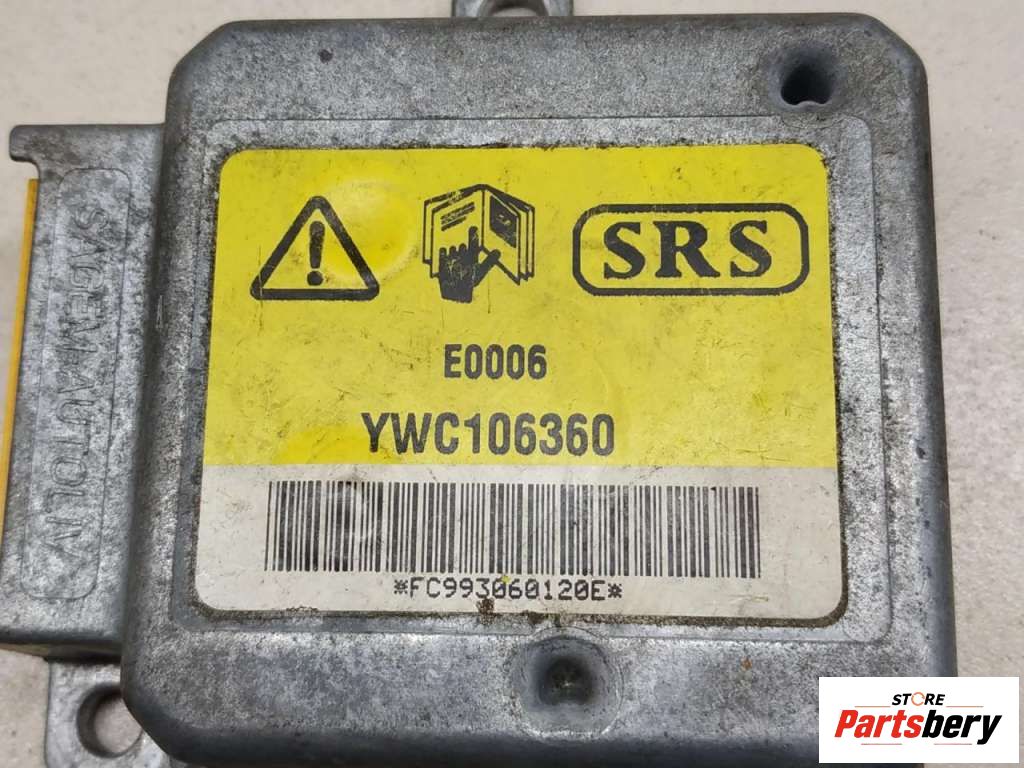 SAGEM AUTOLIV
SRS
E0006
YWC106360
*FC993060120E*
STORE
Partsbery